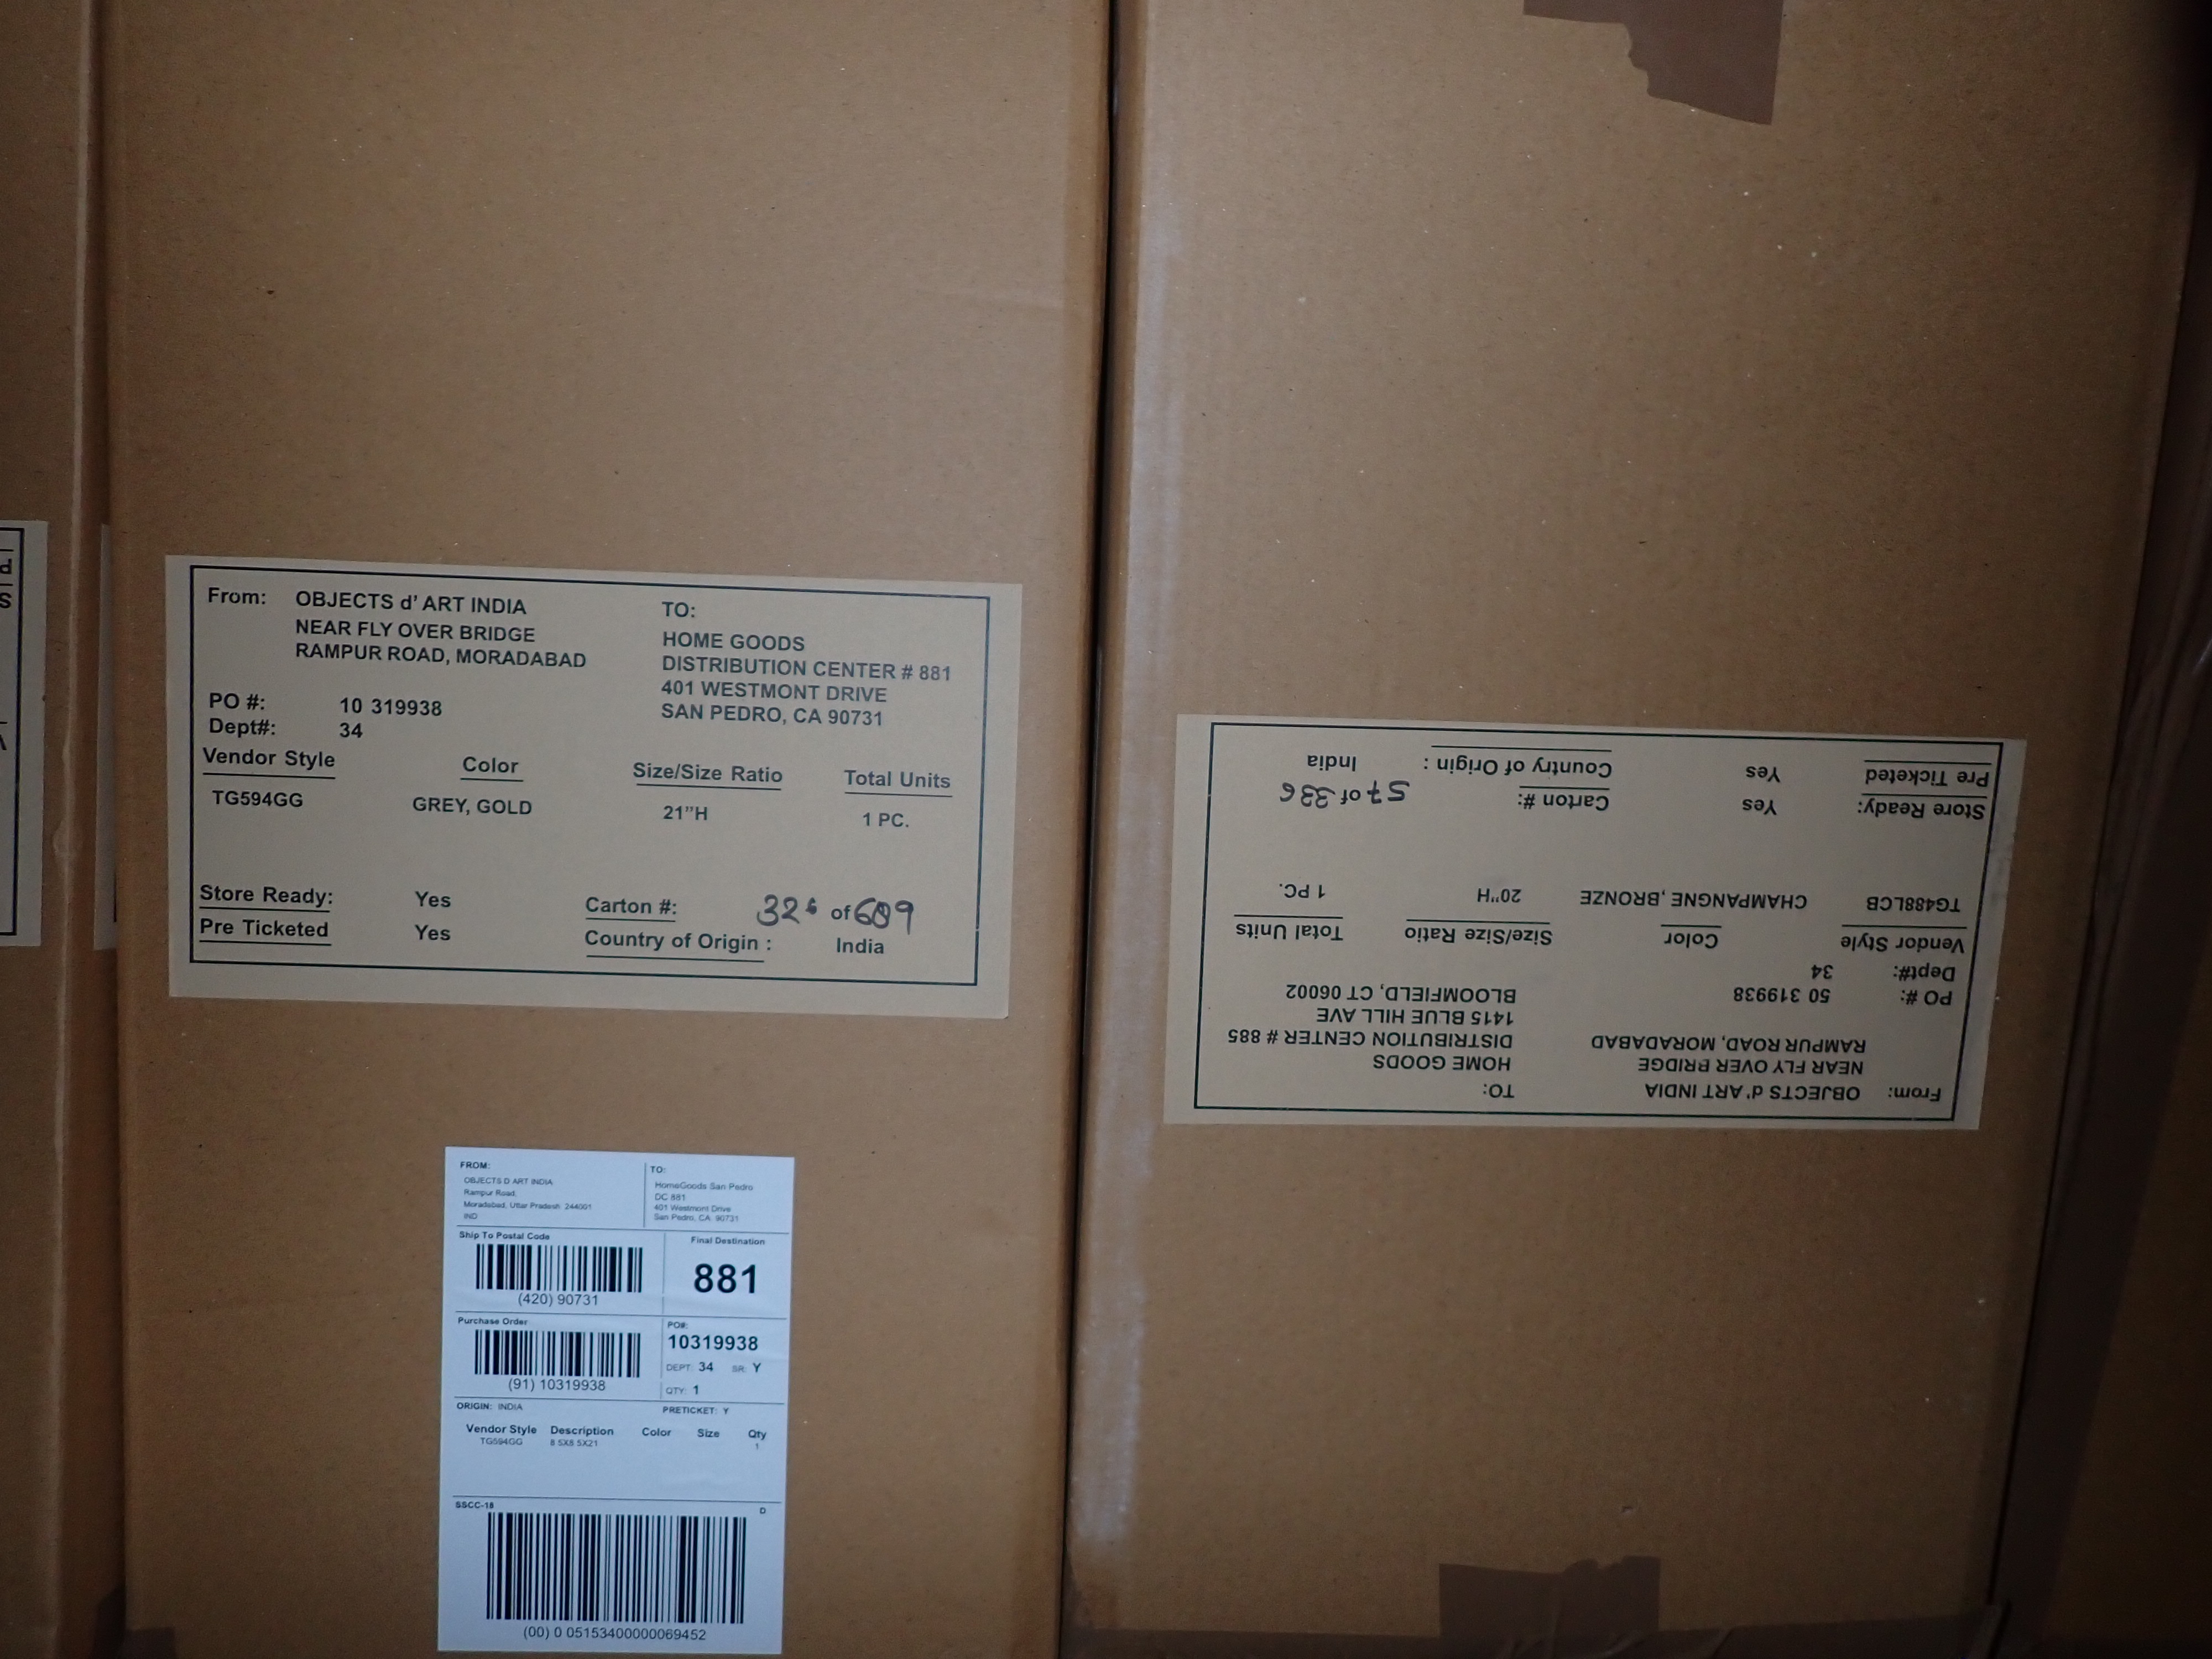 From: OBJECTS d' ART INDIA
NEAR FLY OVER BRIDGE
RAMPUR ROAD, MORADABAD
TO:
HOME GOODS
DISTRIBUTION CENTER # 881
401 WESTMONT DRIVE
SAN PEDRO, CA 90731
PO #: 10 319938
Dept#: 34
Vendor Style Color Size/Size Ratio Total Units
TG594GG GREY, GOLD 21"H 1 PC.
Store Ready: Yes Carton #: 326 of 609
Pre Ticketed Yes Country of Origin : India
FROM:
OBJECTS D ART INDIA
Rampur Road,
Moradabad, Uttar Pradesh 244001
IND
TO:
HomeGoods San Pedro
DC 881
401 Westmont Drive
San Pedro, CA 90731
Ship To Postal Code
(420) 90731
Final Destination
881
Purchase Order
(91) 10319938
PO#:
10319938
DEPT: 34 SR: Y
QTY: 1
ORIGIN: INDIA PRETICKET: Y
Vendor Style Description Color Size Qty
TG594GG 8.5X8.5X21 1
SSCC-18 D
(00) 0 0515340000069452
From: OBJECTS d' ART INDIA
NEAR FLY OVER BRIDGE
RAMPUR ROAD, MORADABAD
TO:
HOME GOODS
DISTRIBUTION CENTER # 885
1415 BLUE HILL AVE
BLOOMFIELD, CT 06002
PO #: 50 319938
Dept#: 34
Vendor Style Color Size/Size Ratio Total Units
TG488LCB CHAMPANGNE ,BRONZE 20"H 1 PC.
Store Ready: Yes Carton #: 57 of 336
Pre Ticketed Yes Country of Origin : India